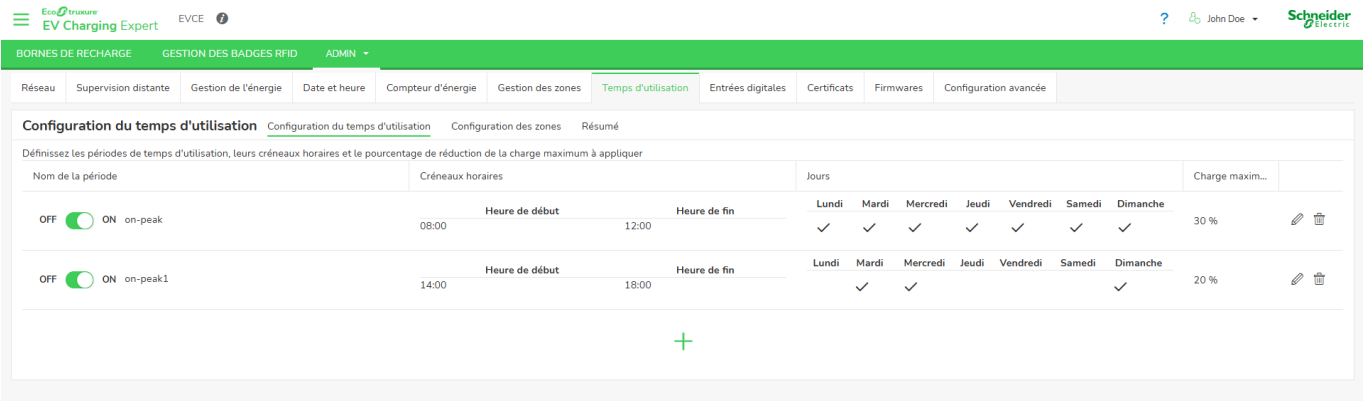 EcoStruxure
EV Charging Expert
EVCE
?
John Doe
Schneider
Electric
BORNES DE RECHARGE GESTION DES BADGES RFID ADMIN
Réseau Supervision distante Gestion de l'énergie Date et heure Compteur d'énergie Gestion des zones Temps d'utilisation Entrées digitales Certificats Firmwares Configuration avancée
Configuration du temps d'utilisation Configuration du temps d'utilisation Configuration des zones Résumé
Définissez les périodes de temps d'utilisation, leurs créneaux horaires et le pourcentage de réduction de la charge maximum à appliquer
Nom de la période Créneaux horaires Jours Charge maxim...
Heure de début Heure de fin Lundi Mardi Mercredi Jeudi Vendredi Samedi Dimanche
OFF ON on-peak 08:00 12:00 30 %
Heure de début Heure de fin Lundi Mardi Mercredi Jeudi Vendredi Samedi Dimanche
OFF ON on-peak1 14:00 18:00 20 %